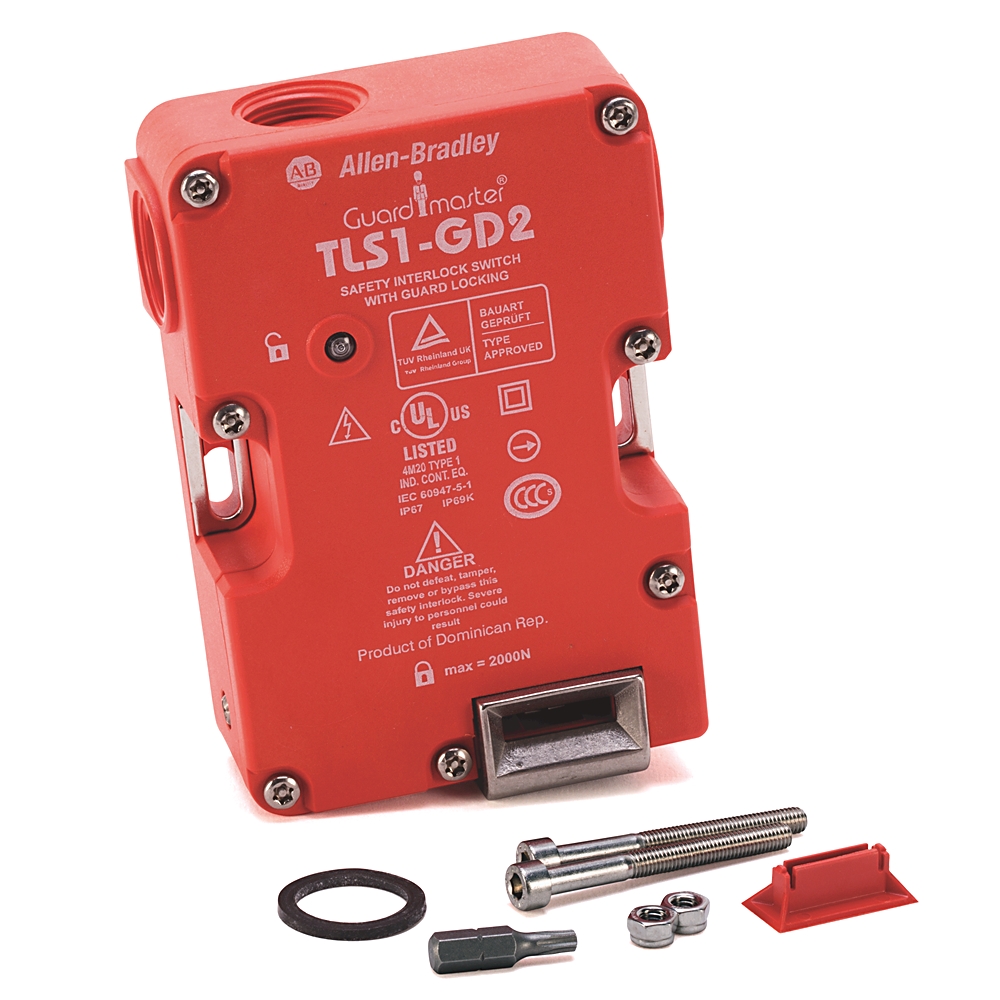 A-B
Allen-Bradley
Guardmaster®
TLS1-GD2
SAFETY INTERLOCK SWITCH
WITH GUARD LOCKING
TUV Rheinland UK
TUV Rheinland Group
BAUART
GEPRÜFT
TYPE
APPROVED
C UL US
LISTED
4M20 TYPE 1
IND. CONT. EQ.
IEC 60947-5-1
IP67 IP69K
CCC S
DANGER
Do not defeat, tamper,
remove or bypass this
safety interlock. Severe
injury to personnel could
result
Product of Dominican Rep.
max = 2000N